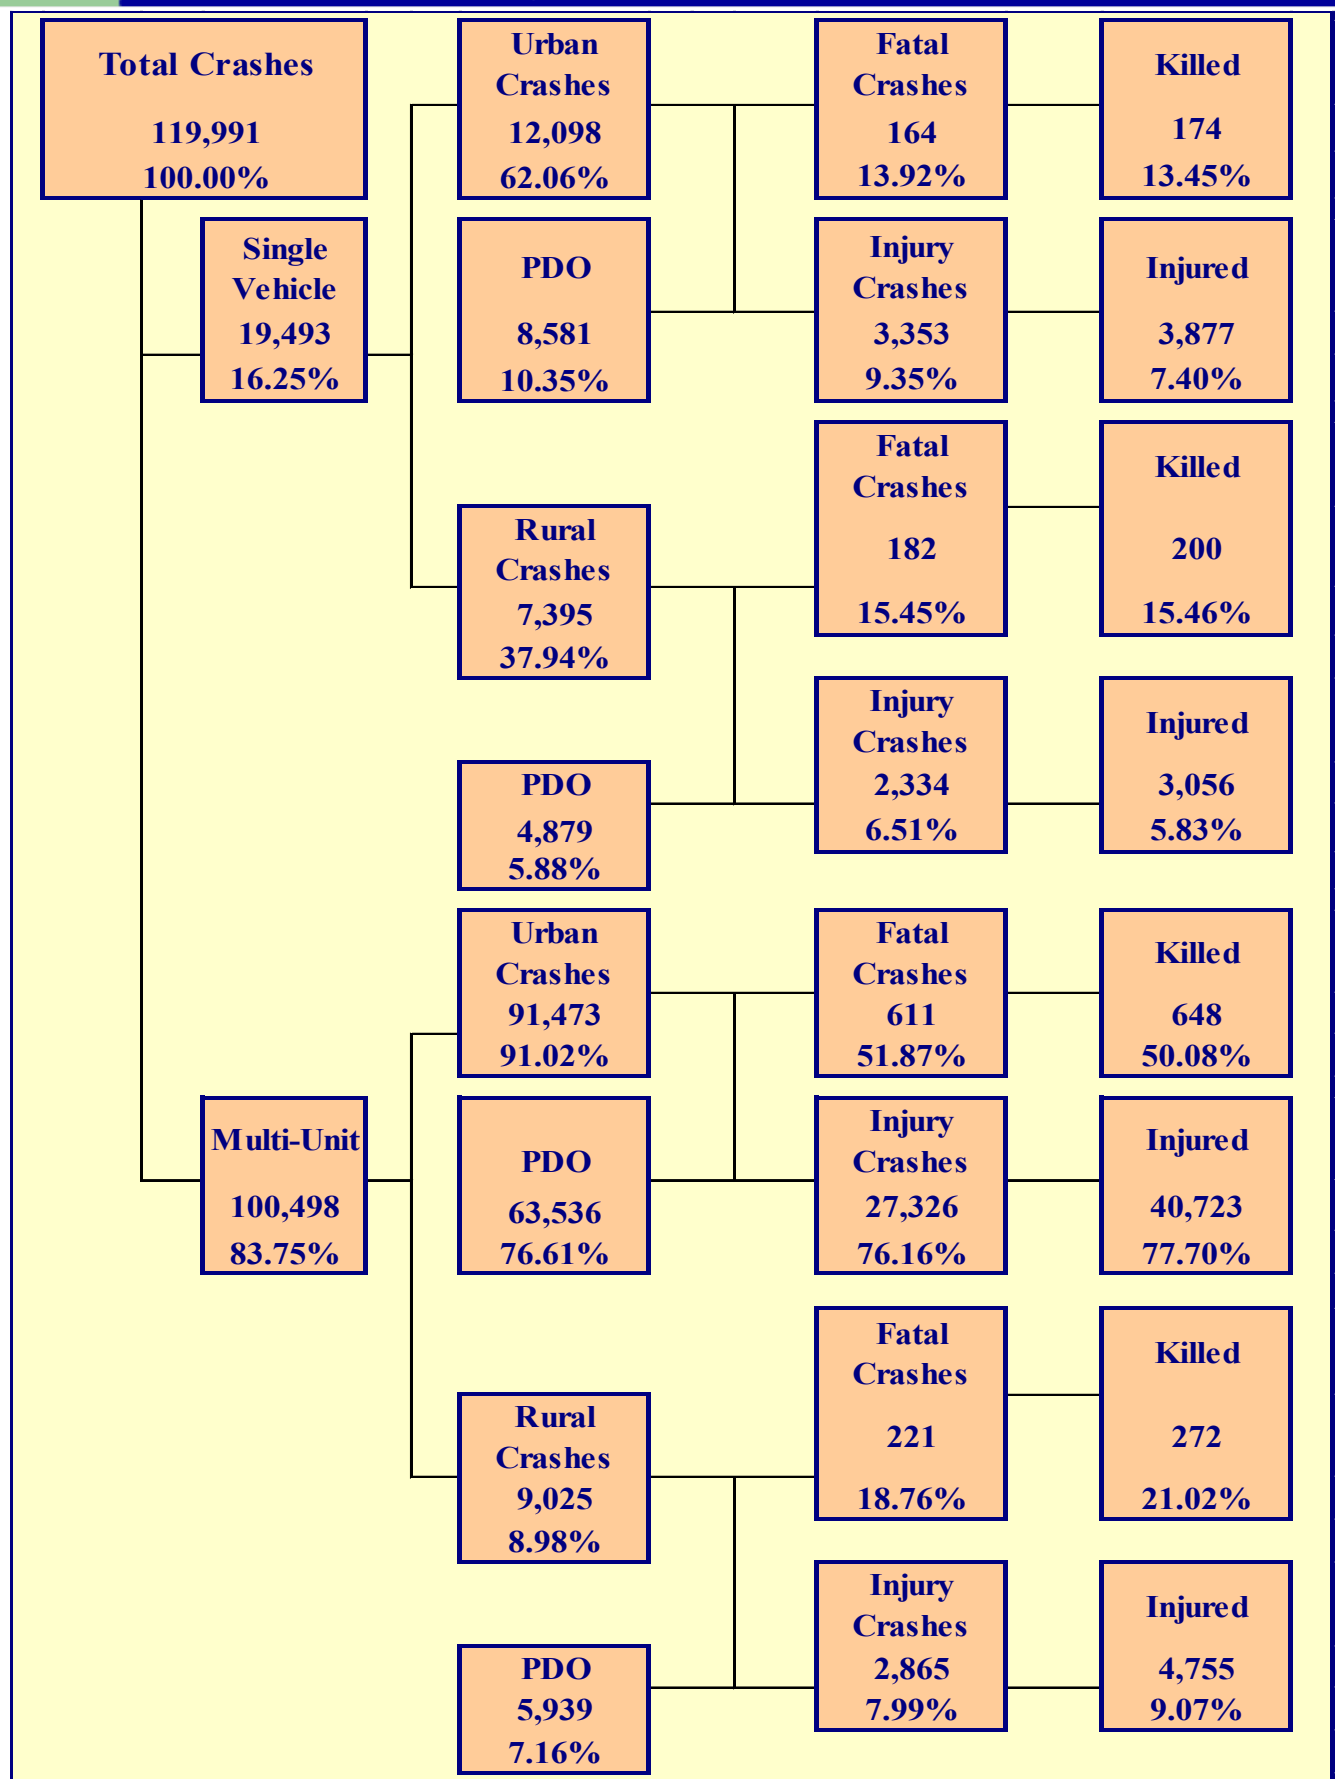 Total Crashes
119,991
100.00%
Urban
Crashes
12,098
62.06%
Fatal
Crashes
164
13.92%
Killed
174
13.45%
Single
Vehicle
19,493
16.25%
PDO
8,581
10.35%
Injury
Crashes
3,353
9.35%
Injured
3,877
7.40%
Fatal
Crashes
182
15.45%
Killed
200
15.46%
Rural
Crashes
7,395
37.94%
Injury
Crashes
2,334
6.51%
Injured
3,056
5.83%
PDO
4,879
5.88%
Urban
Crashes
91,473
91.02%
Fatal
Crashes
611
51.87%
Killed
648
50.08%
Multi-Unit
100,498
83.75%
PDO
63,536
76.61%
Injury
Crashes
27,326
76.16%
Injured
40,723
77.70%
Fatal
Crashes
221
18.76%
Killed
272
21.02%
Rural
Crashes
9,025
8.98%
Injury
Crashes
2,865
7.99%
Injured
4,755
9.07%
PDO
5,939
7.16%